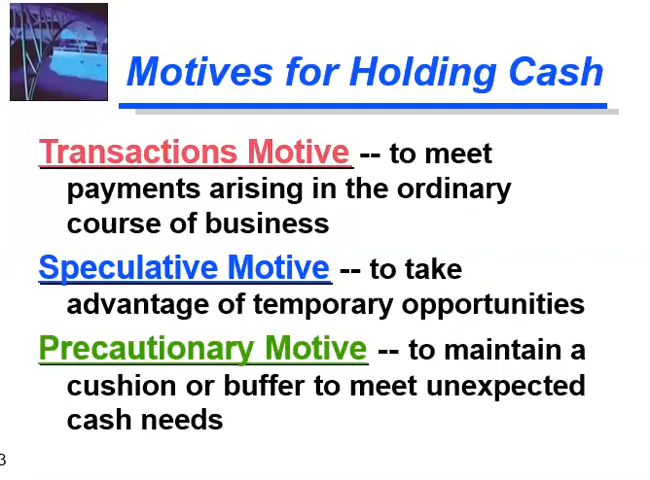 Motives for Holding Cash
Transactions Motive -- to meet
payments arising in the ordinary
course of business
Speculative Motive -- to take
advantage of temporary opportunities
Precautionary Motive -- to maintain a
cushion or buffer to meet unexpected
cash needs
3